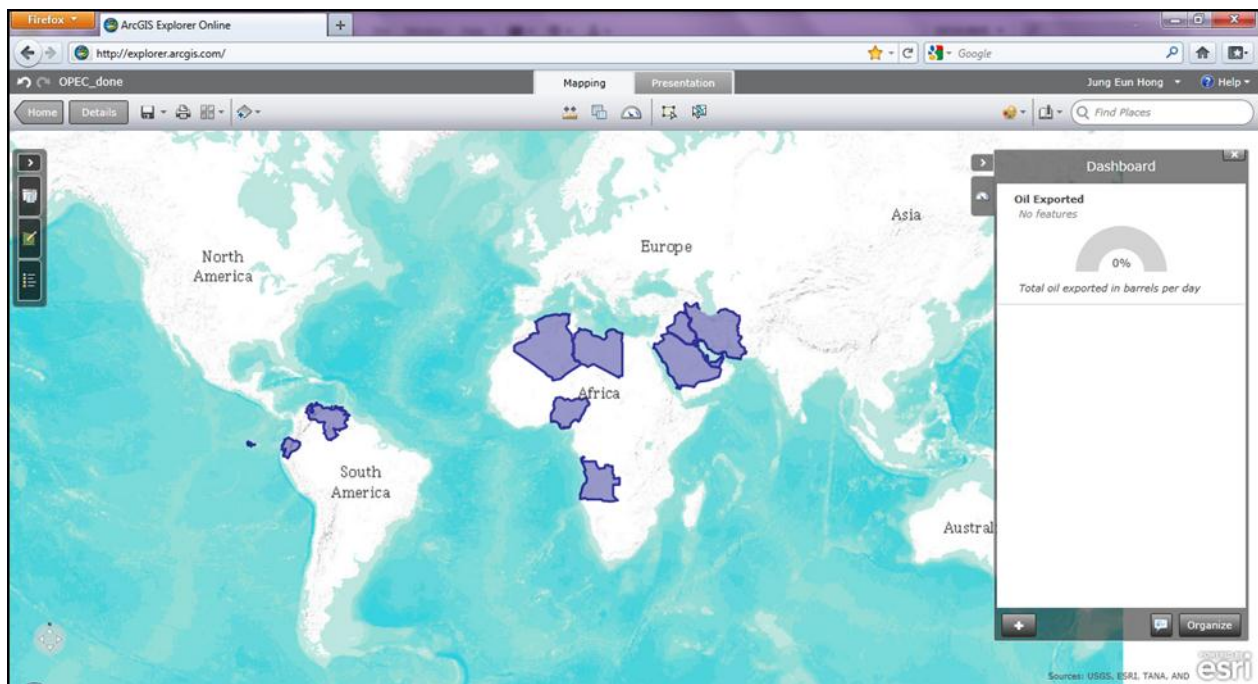 Firefox
ArcGIS Explorer Online
http://explorer.arcgis.com/
Google
OPEC_done
Mapping
Presentation
Jung Eun Hong
Help
Home
Details
Find Places
Dashboard
Oil Exported
No features
0%
Total oil exported in barrels per day
Asia
Europe
North
America
Africa
South
America
Austral
Organize
Sources: USGS, ESRI, TANA, AND
POWERED BY
esri